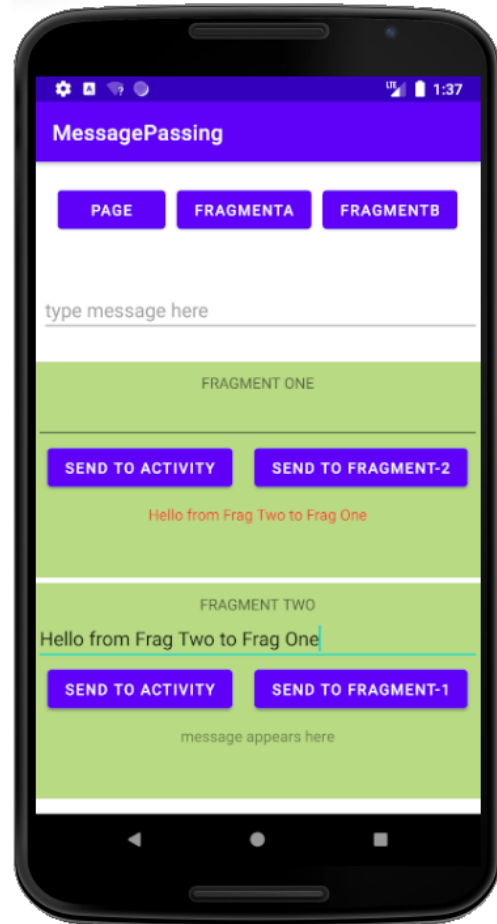 LTE 1:37
MessagePassing
PAGE FRAGMENTA FRAGMENTB
type message here
FRAGMENT ONE
SEND TO ACTIVITY SEND TO FRAGMENT-2
Hello from Frag Two to Frag One
FRAGMENT TWO
Hello from Frag Two to Frag One
SEND TO ACTIVITY SEND TO FRAGMENT-1
message appears here